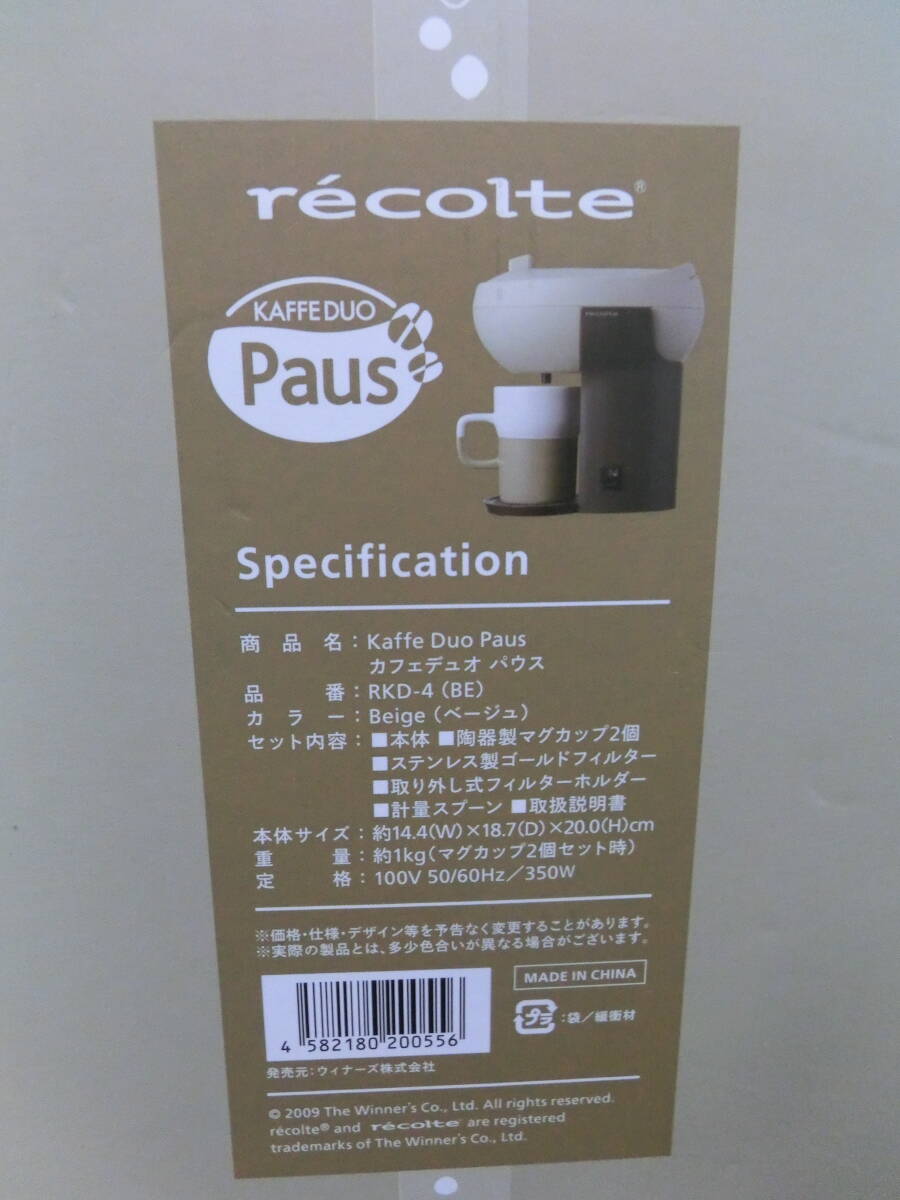 récolte®
KAFFE DUO
Paus
récolte
Specification
商品名：Kaffe Duo Paus
カフェデュオ パウス
品番：RKD-4（BE）
カラー：Beige（ベージュ）
セット内容：■本体 ■陶器製マグカップ2個
■ステンレス製ゴールドフィルター
■取り外し式フィルターホルダー
■計量スプーン ■取扱説明書
本体サイズ：約14.4(W)×18.7(D)×20.0(H)cm
重量：約1kg（マグカップ2個セット時）
定格：100V 50/60Hz／350W
※価格・仕様・デザイン等を予告なく変更することがあります。
※実際の製品とは、多少色合いが異なる場合がございます。
MADE IN CHINA
プラ：袋／緩衝材
4 582180 200556
発売元：ウィナーズ株式会社
© 2009 The Winner's Co., Ltd. All rights reserved.
récolte® and récolte are registered
trademarks of The Winner's Co., Ltd.